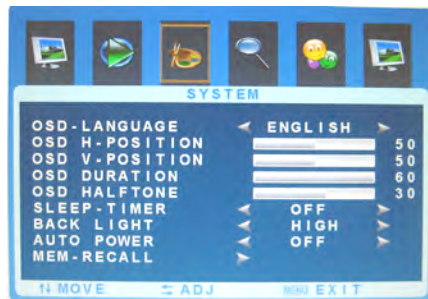 SYSTEM
OSD-LANGUAGE ENGLISH
OSD H-POSITION 50
OSD V-POSITION 50
OSD DURATION 60
OSD HALFTONE 30
SLEEP-TIMER OFF
BACK LIGHT HIGH
AUTO POWER OFF
MEM-RECALL
MOVE ADJ MENU EXIT